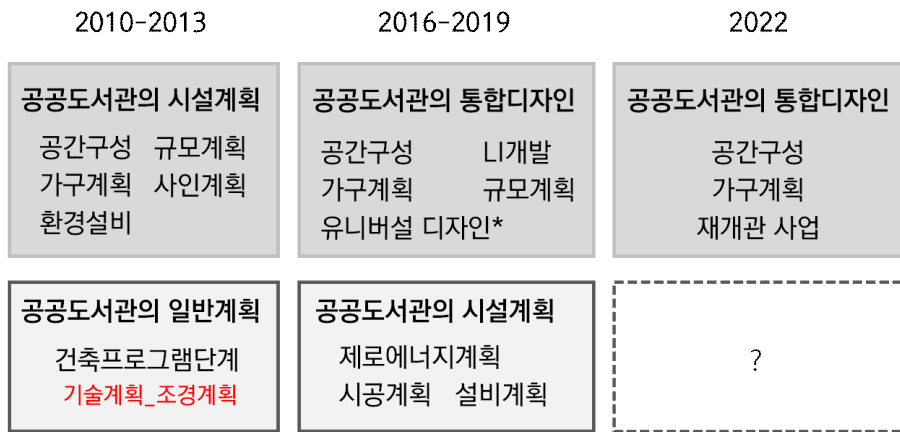 2010-2013
2016-2019
2022
공공도서관의 시설계획
공간구성 규모계획
가구계획 사인계획
환경설비
공공도서관의 통합디자인
공간구성 LI개발
가구계획 규모계획
유니버설 디자인*
공공도서관의 통합디자인
공간구성
가구계획
재개관 사업
공공도서관의 일반계획
건축프로그램단계
기술계획_조경계획
공공도서관의 시설계획
제로에너지계획
시공계획 설비계획
?